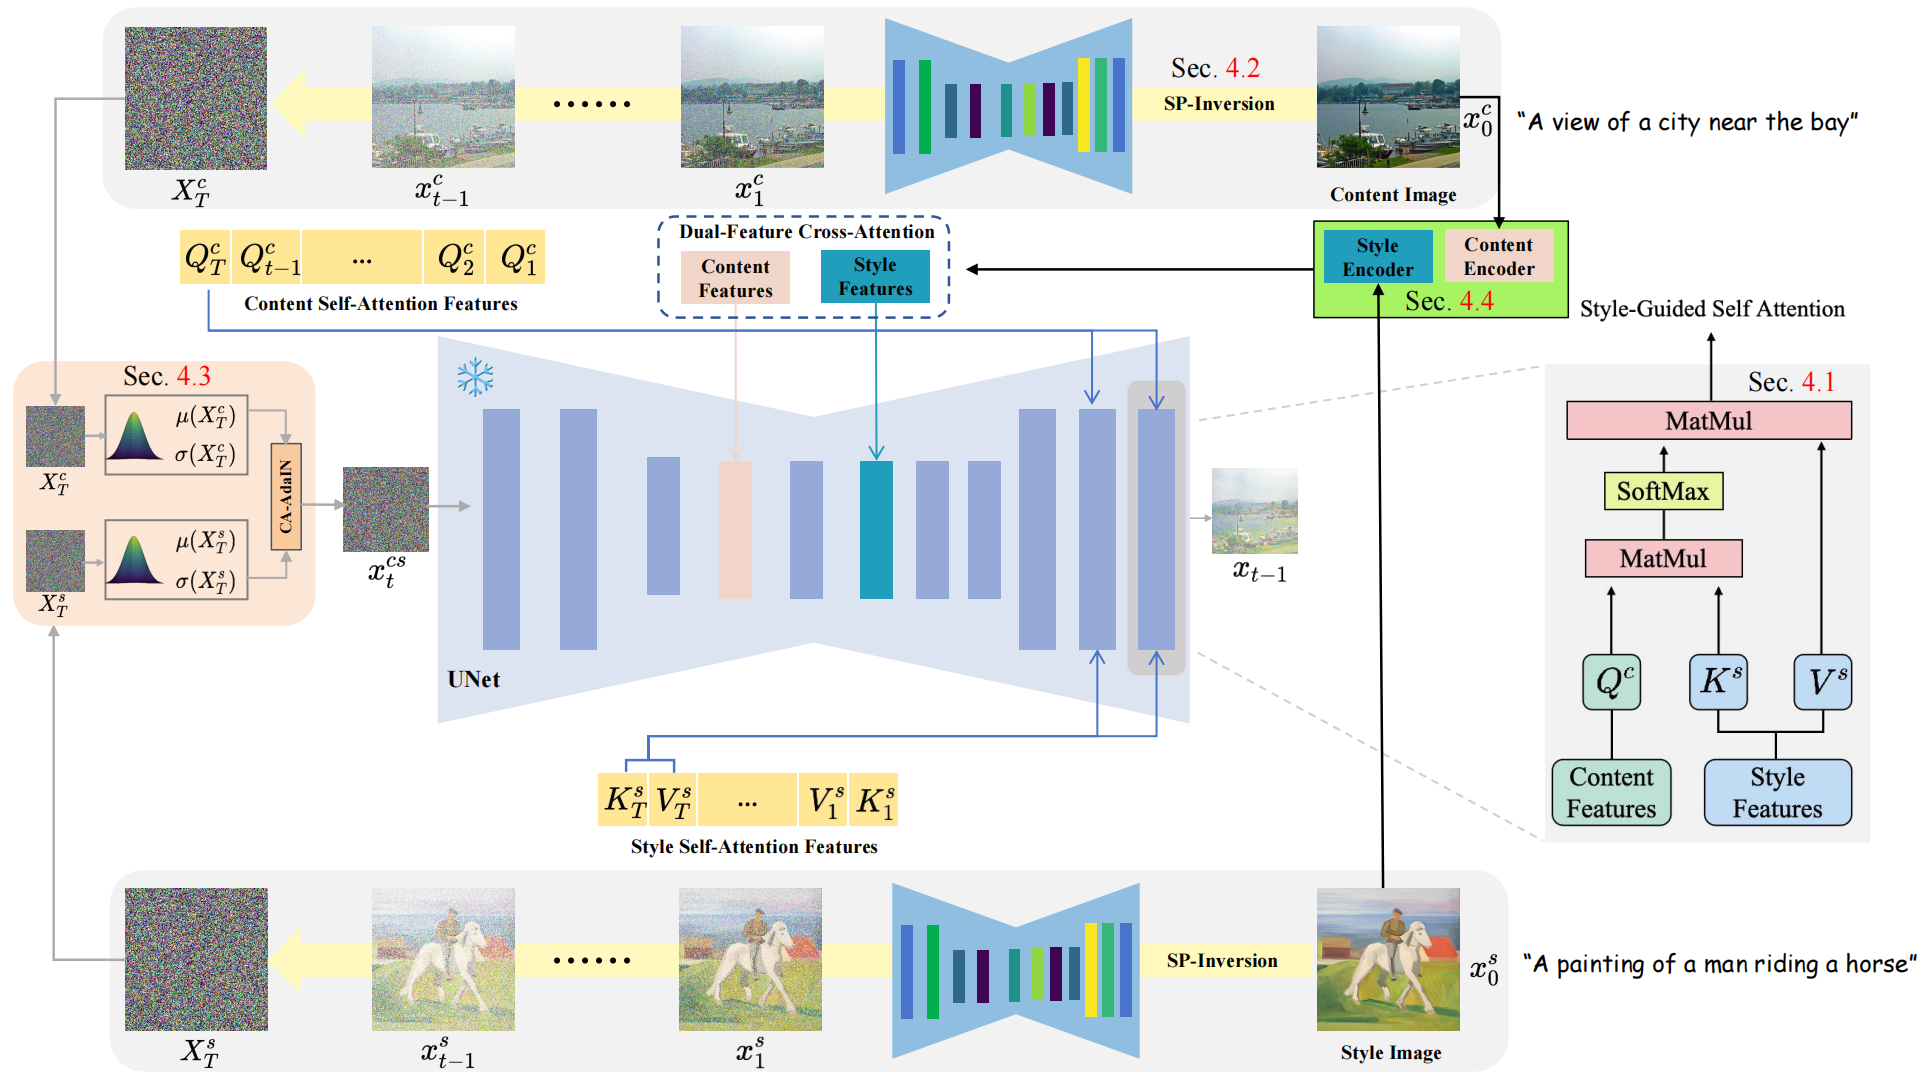 Sec. 4.2
SP-Inversion
x_0^c
"A view of a city near the bay"
X_T^c
x_{t-1}^c
x_1^c
Content Image
Q_T^c Q_{t-1}^c ... Q_2^c Q_1^c
Content Self-Attention Features
Dual-Feature Cross-Attention
Content
Features
Style
Features
Style
Encoder
Content
Encoder
Sec. 4.4
Style-Guided Self Attention
Sec. 4.3
X_T^c
μ(X_T^c)
σ(X_T^c)
X_T^s
μ(X_T^s)
σ(X_T^s)
CA-AdaIN
x_t^{cs}
UNet
x_{t-1}
Sec. 4.1
MatMul
SoftMax
MatMul
Q^c
K^s
V^s
Content
Features
Style
Features
K_T^s V_T^s ... V_1^s K_1^s
Style Self-Attention Features
SP-Inversion
x_0^s
"A painting of a man riding a horse"
X_T^s
x_{t-1}^s
x_1^s
Style Image